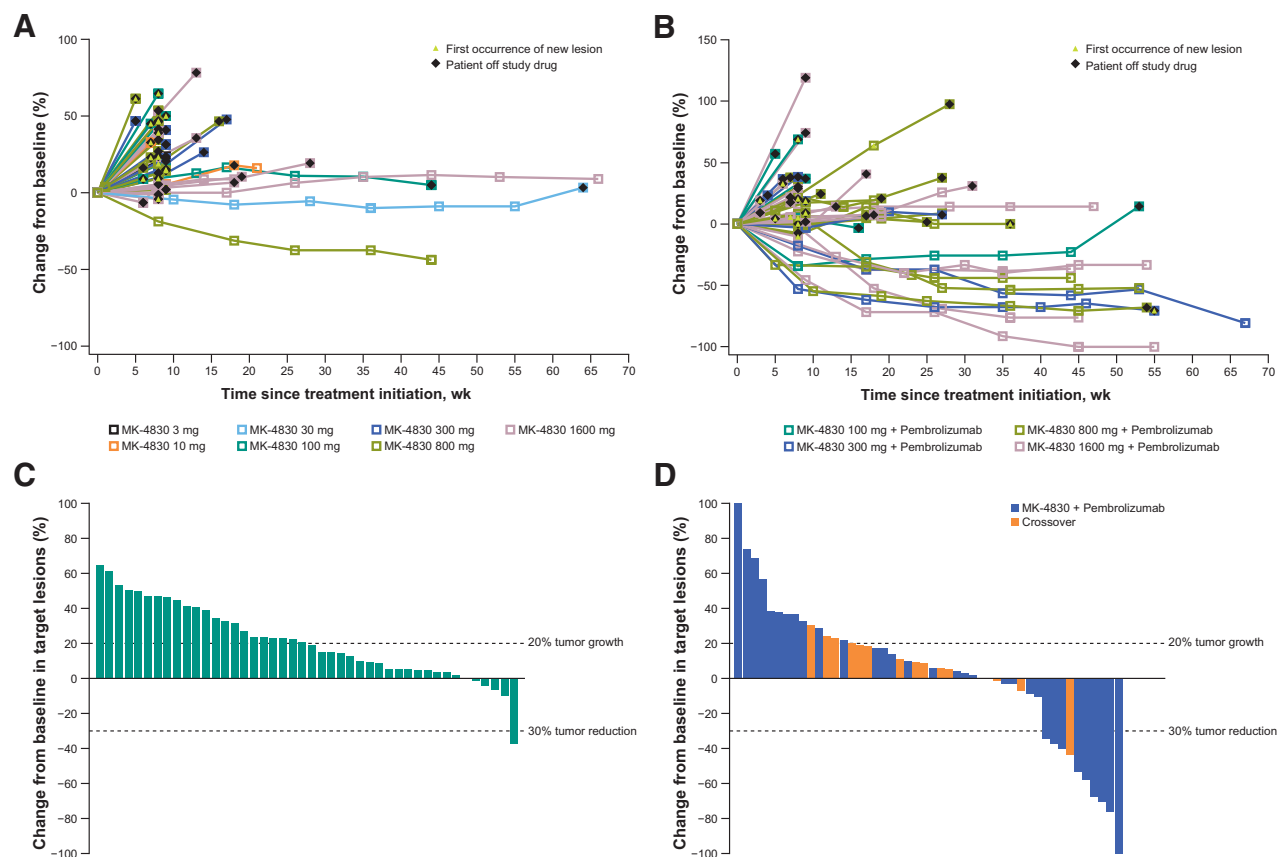 A
Change from baseline (%)
100
50
0
−50
−100
First occurrence of new lesion
Patient off study drug
0 5 10 15 20 25 30 35 40 45 50 55 60 65 70
Time since treatment initiation, wk
MK-4830 3 mg MK-4830 30 mg MK-4830 300 mg MK-4830 1600 mg
MK-4830 10 mg MK-4830 100 mg MK-4830 800 mg
B
Change from baseline (%)
150
100
50
0
−50
−100
First occurrence of new lesion
Patient off study drug
0 5 10 15 20 25 30 35 40 45 50 55 60 65 70
Time since treatment initiation, wk
MK-4830 100 mg + Pembrolizumab MK-4830 800 mg + Pembrolizumab
MK-4830 300 mg + Pembrolizumab MK-4830 1600 mg + Pembrolizumab
C
Change from baseline in target lesions (%)
100
80
60
40
20
0
−20
−40
−60
−80
−100
20% tumor growth
30% tumor reduction
D
Change from baseline in target lesions (%)
100
80
60
40
20
0
−20
−40
−60
−80
−100
MK-4830 + Pembrolizumab
Crossover
20% tumor growth
30% tumor reduction